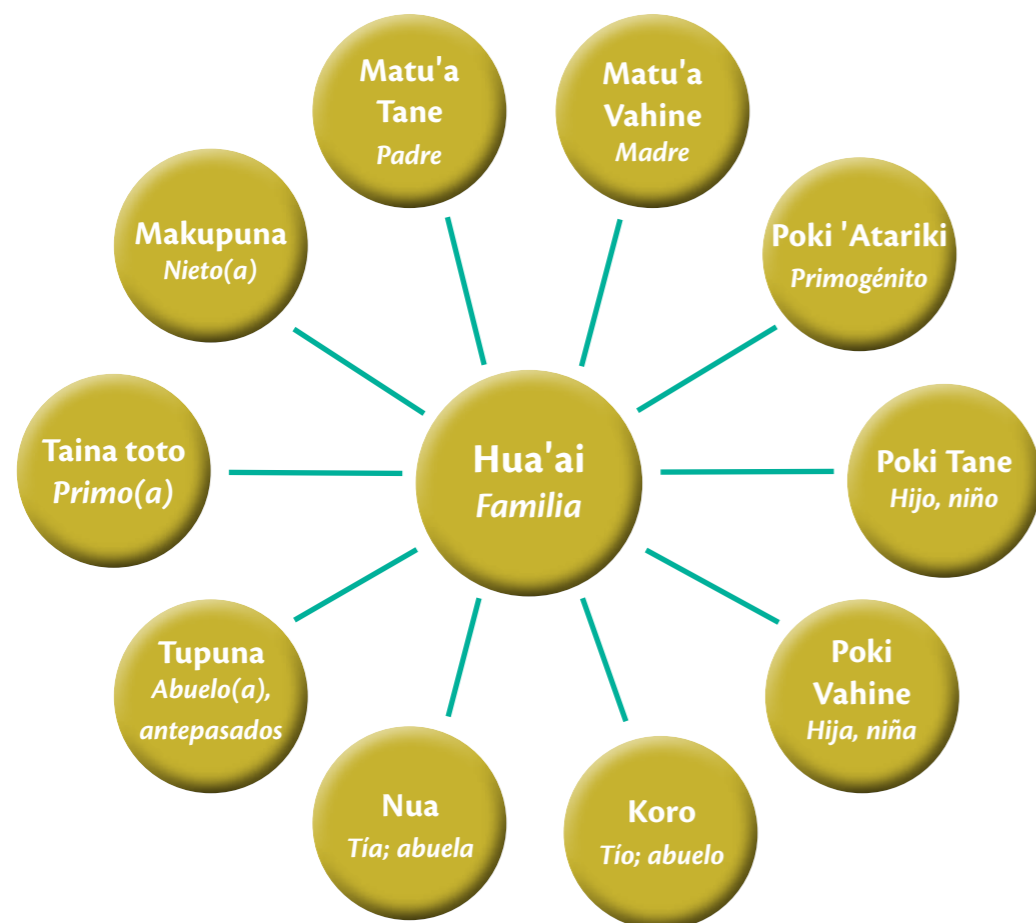 Matu'a
Tane
Padre
Matu'a
Vahine
Madre
Poki 'Atariki
Primogénito
Poki Tane
Hijo, niño
Poki
Vahine
Hija, niña
Koro
Tío; abuelo
Nua
Tía; abuela
Tupuna
Abuelo(a),
antepasados
Taina toto
Primo(a)
Makupuna
Nieto(a)
Hua'ai
Familia